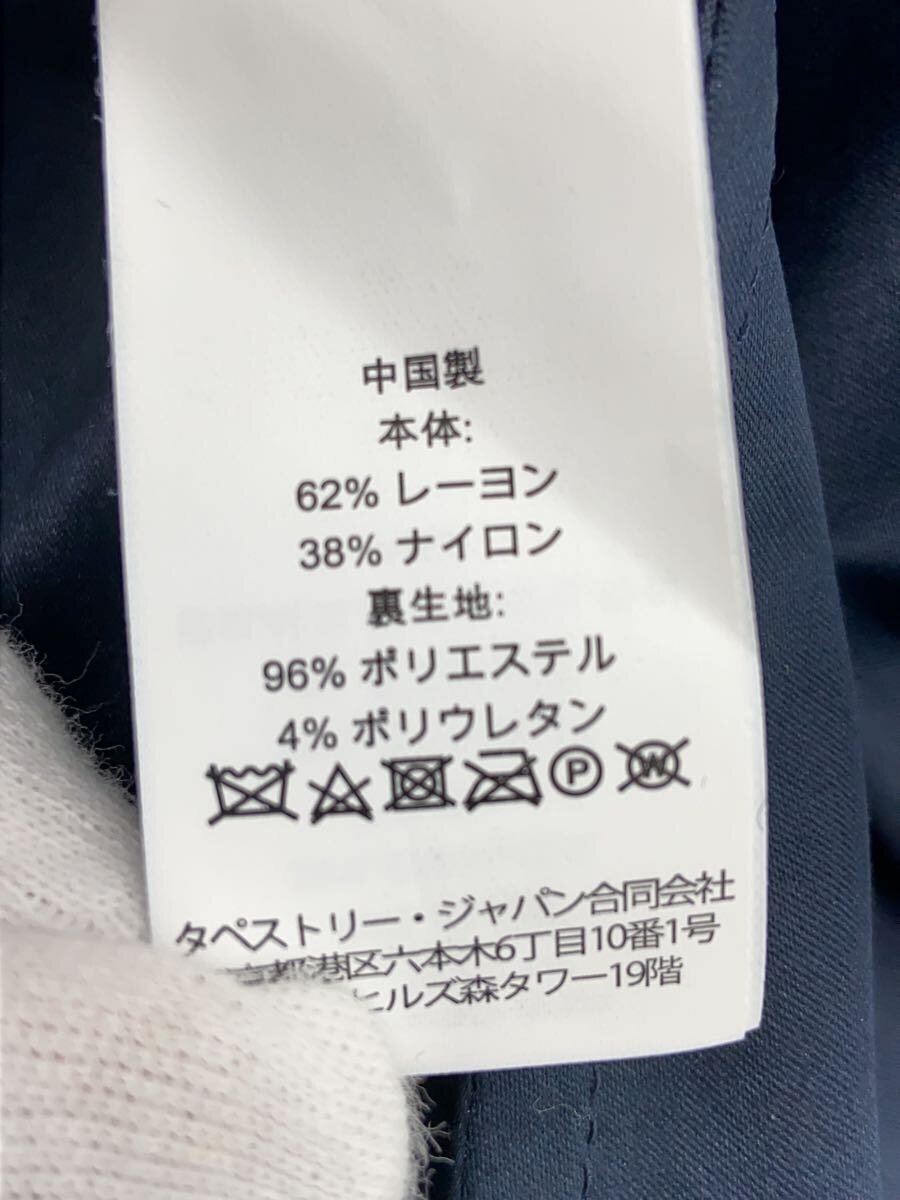 中国製
本体:
62% レーヨン
38% ナイロン
裏生地:
96% ポリエステル
4% ポリウレタン
P W
タペストリー・ジャパン合同会社
京都港区六本木6丁目10番1号
ヒルズ森タワー19階